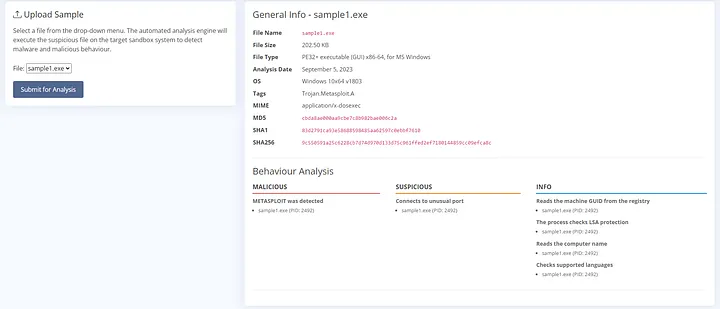 Upload Sample
Select a file from the drop-down menu. The automated analysis engine will
execute the suspicious file on the target sandbox system to detect
malware and malicious behaviour.
File: sample1.exe
Submit for Analysis
General Info - sample1.exe
File Name sample1.exe
File Size 202.50 KB
File Type PE32+ executable (GUI) x86-64, for MS Windows
Analysis Date September 5, 2023
OS Windows 10x64 v1803
Tags Trojan.Metasploit.A
MIME application/x-dosexec
MD5
SHA1
SHA256
Behaviour Analysis
MALICIOUS
METASPLOIT was detected
sample1.exe (PID: 2492)
SUSPICIOUS
Connects to unusual port
sample1.exe (PID: 2492)
INFO
Reads the machine GUID from the registry
sample1.exe (PID: 2492)
The process checks LSA protection
sample1.exe (PID: 2492)
Reads the computer name
sample1.exe (PID: 2492)
Checks supported languages
sample1.exe (PID: 2492)